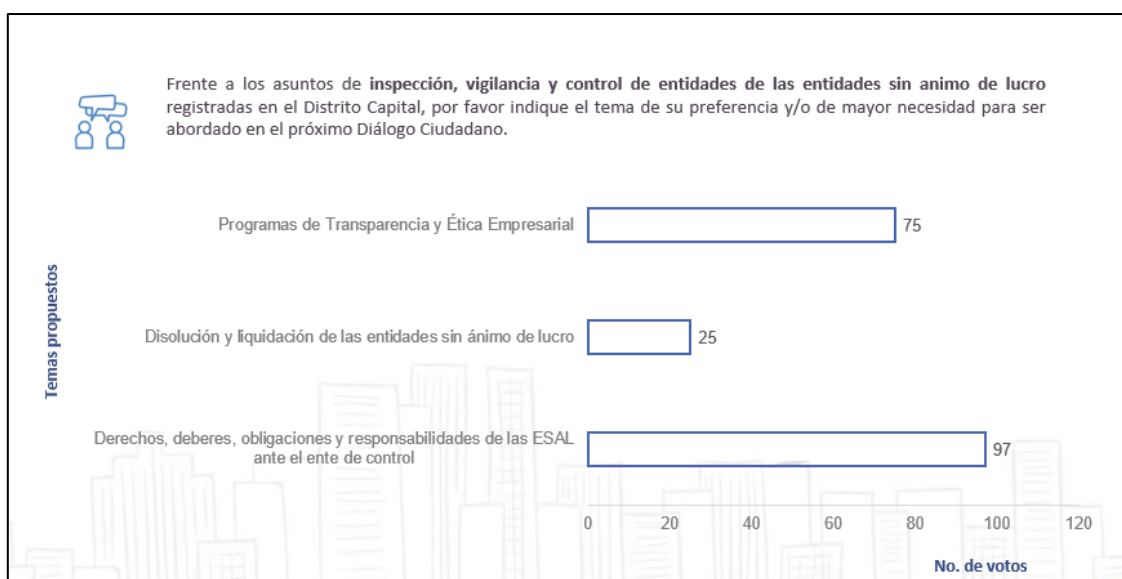 Frente a los asuntos de inspección, vigilancia y control de entidades de las entidades sin animo de lucro
registradas en el Distrito Capital, por favor indique el tema de su preferencia y/o de mayor necesidad para ser
abordado en el próximo Diálogo Ciudadano.
Temas propuestos
Programas de Transparencia y Ética Empresarial
75
Disolución y liquidación de las entidades sin ánimo de lucro
25
Derechos, deberes, obligaciones y responsabilidades de las ESAL
ante el ente de control
97
0 20 40 60 80 100 120
No. de votos